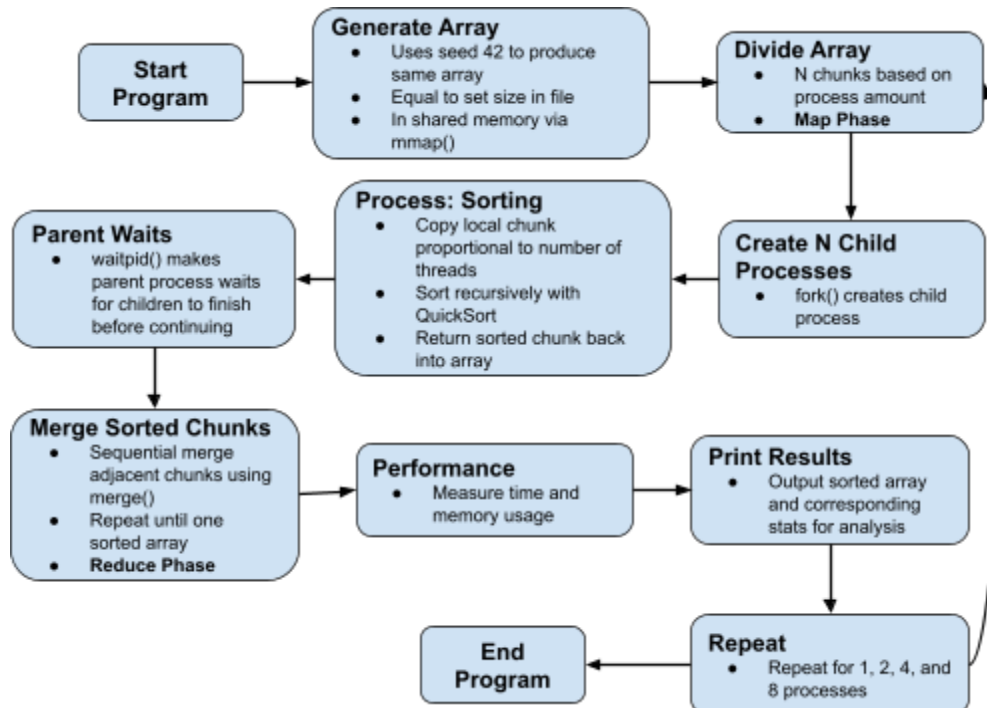 Start
Program
Generate Array
● Uses seed 42 to produce
same array
● Equal to set size in file
● In shared memory via
mmap()
Divide Array
● N chunks based on
process amount
● Map Phase
Create N Child
Processes
● fork() creates child
process
Process: Sorting
● Copy local chunk
proportional to number of
threads
● Sort recursively with
QuickSort
● Return sorted chunk back
into array
Parent Waits
● waitpid() makes
parent process waits
for children to finish
before continuing
Merge Sorted Chunks
● Sequential merge
adjacent chunks using
merge()
● Repeat until one
sorted array
● Reduce Phase
Performance
● Measure time and
memory usage
Print Results
● Output sorted array
and corresponding
stats for analysis
Repeat
● Repeat for 1, 2, 4, and
8 processes
End
Program